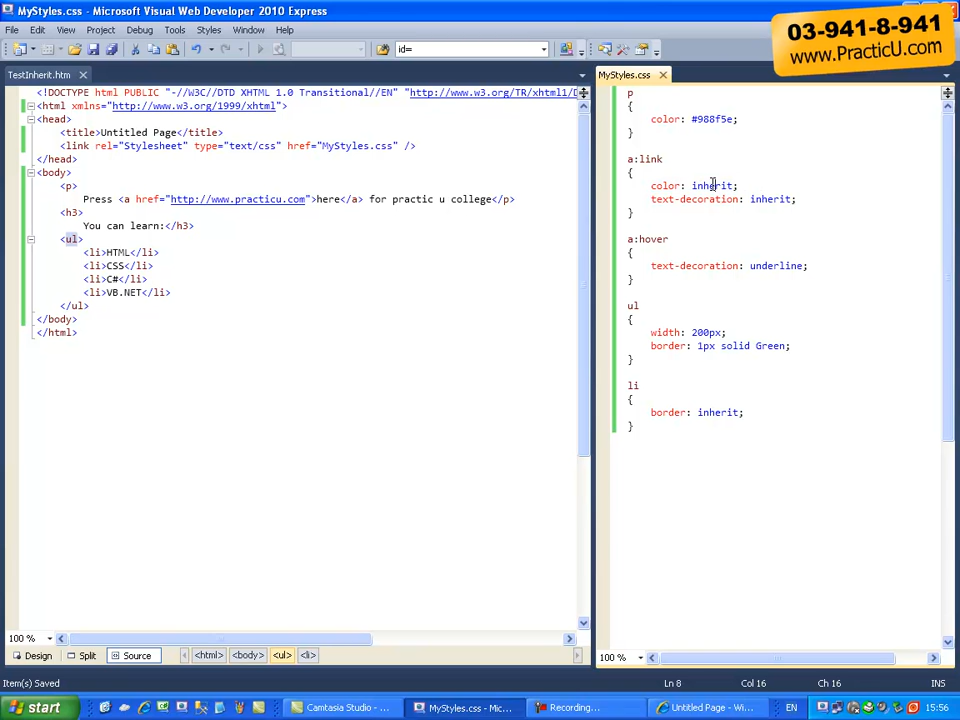 MyStyles.css - Microsoft Visual Web Developer 2010 Express
03-941-8-941
www.PracticU.com
File Edit View Project Debug Tools Styles Window Help
id=
TestInherit.htm
MyStyles.css
<!DOCTYPE html PUBLIC "-//W3C//DTD XHTML 1.0 Transitional//EN" "http://www.w3.org/TR/xhtml1/D
<html xmlns="http://www.w3.org/1999/xhtml">
<head>
<title>Untitled Page</title>
<link rel="Stylesheet" type="text/css" href="MyStyles.css" />
</head>
<body>
<p>
Press <a href="http://www.practicu.com">here</a> for practic u college</p>
<h3>
You can learn:</h3>
<ul>
<li>HTML</li>
<li>CSS</li>
<li>C#</li>
<li>VB.NET</li>
</ul>
</body>
</html>
p
{
color: #988f5e;
}
a:link
{
color: inherit;
text-decoration: inherit;
}
a:hover
{
text-decoration: underline;
}
ul
{
width: 200px;
border: 1px solid Green;
}
li
{
border: inherit;
}
100 %
100 %
Design Split Source <html> <body> <ul> <li>
Item(s) Saved Ln 8 Col 16 Ch 16 INS
start Camtasia Studio - ... MyStyles.css - Mic... Recording... Untitled Page - Wi... EN 15:56